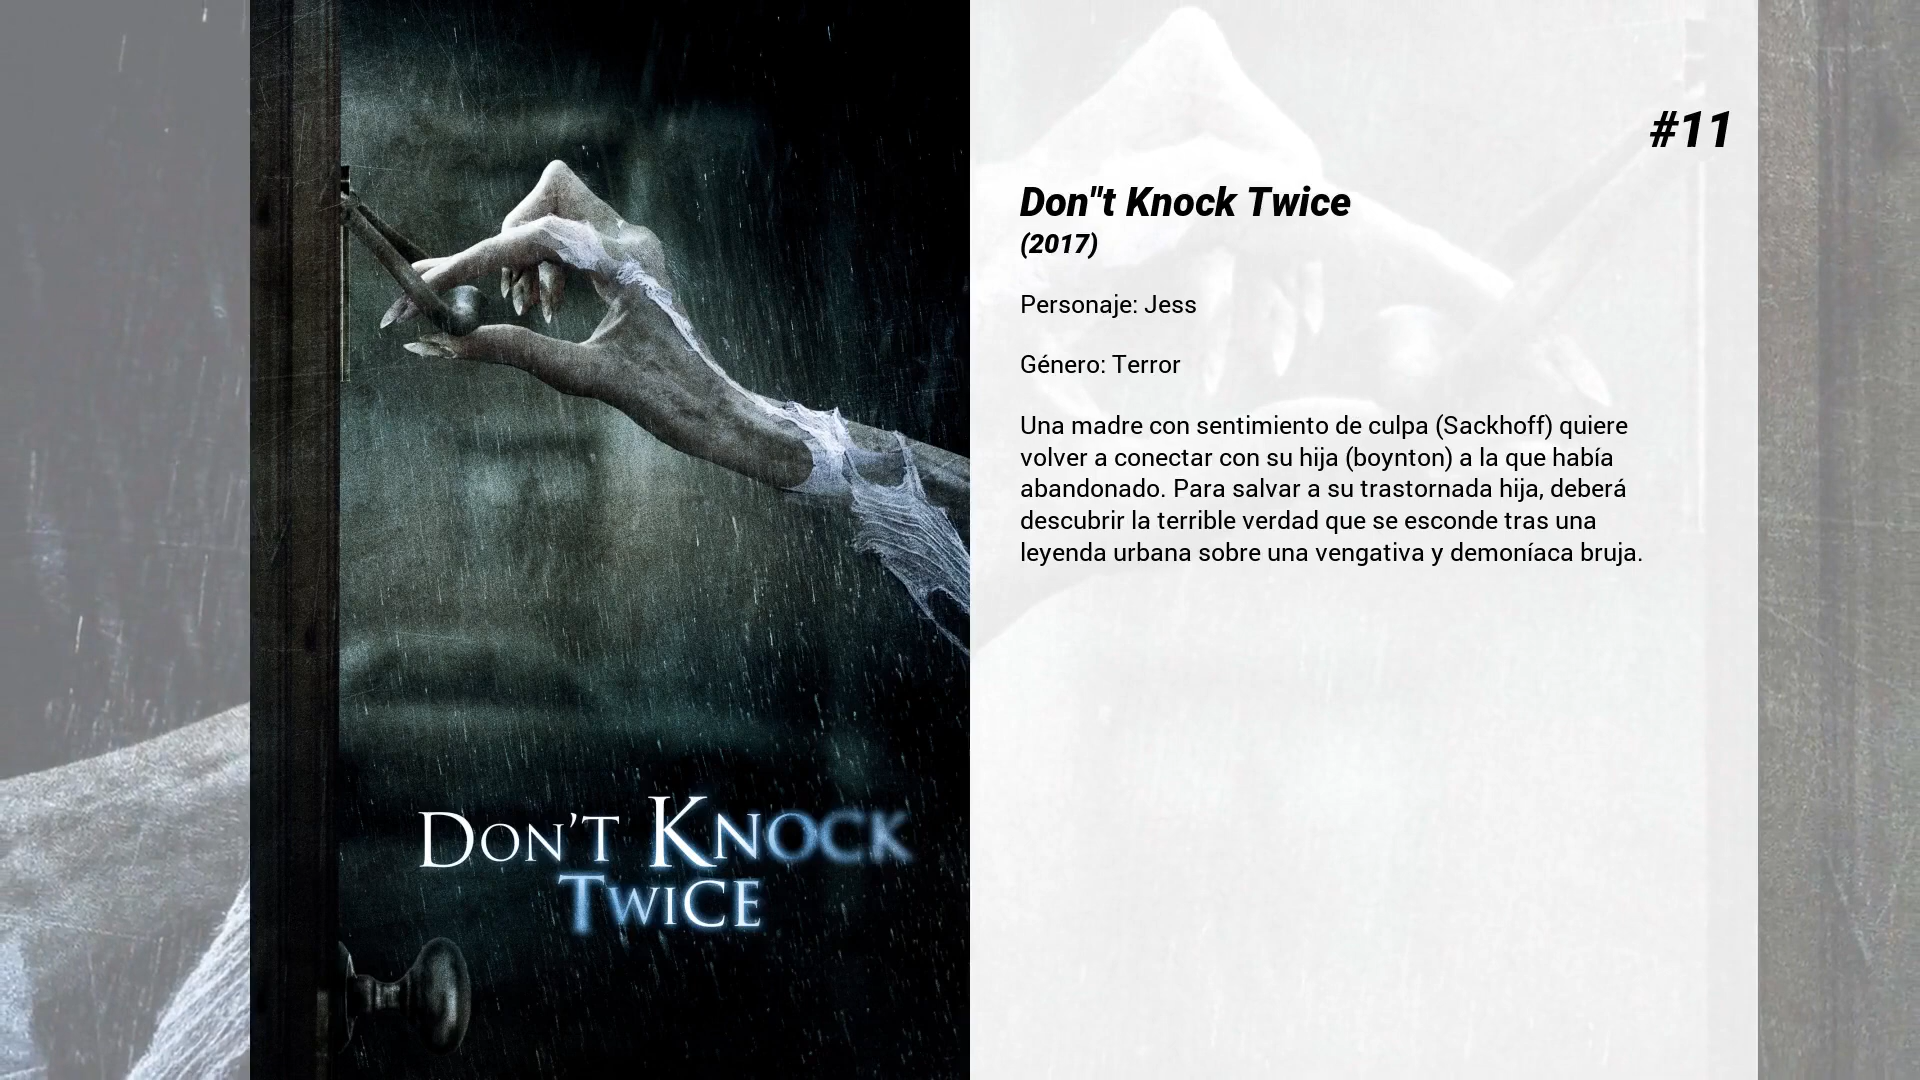 DON'T KNOCK
TWICE
#11
Don"t Knock Twice
(2017)
Personaje: Jess
Género: Terror
Una madre con sentimiento de culpa (Sackhoff) quiere
volver a conectar con su hija (boynton) a la que había
abandonado. Para salvar a su trastornada hija, deberá
descubrir la terrible verdad que se esconde tras una
leyenda urbana sobre una vengativa y demoníaca bruja.